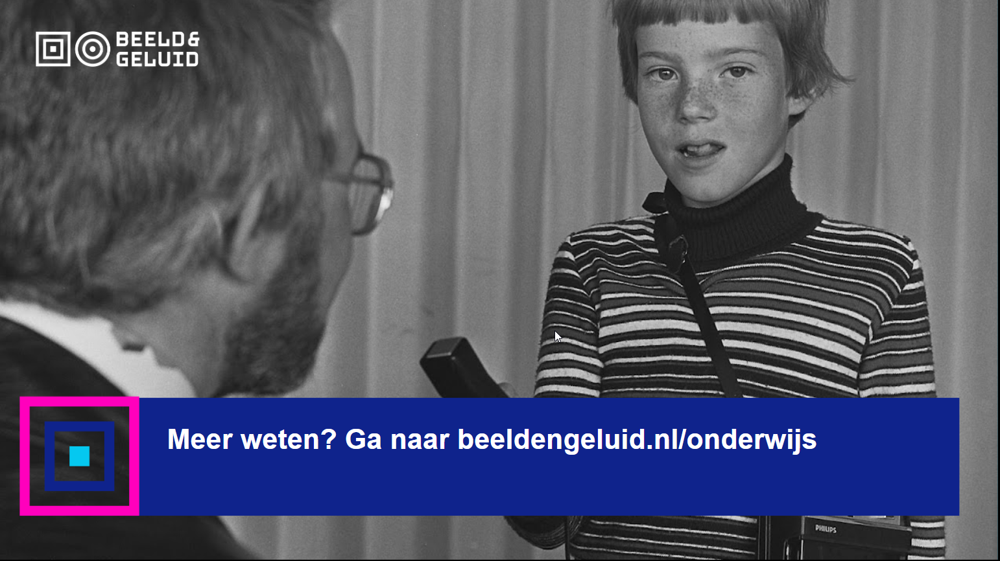 BEELD&
GELUID
Meer weten? Ga naar beeldengeluid.nl/onderwijs
PHILIPS